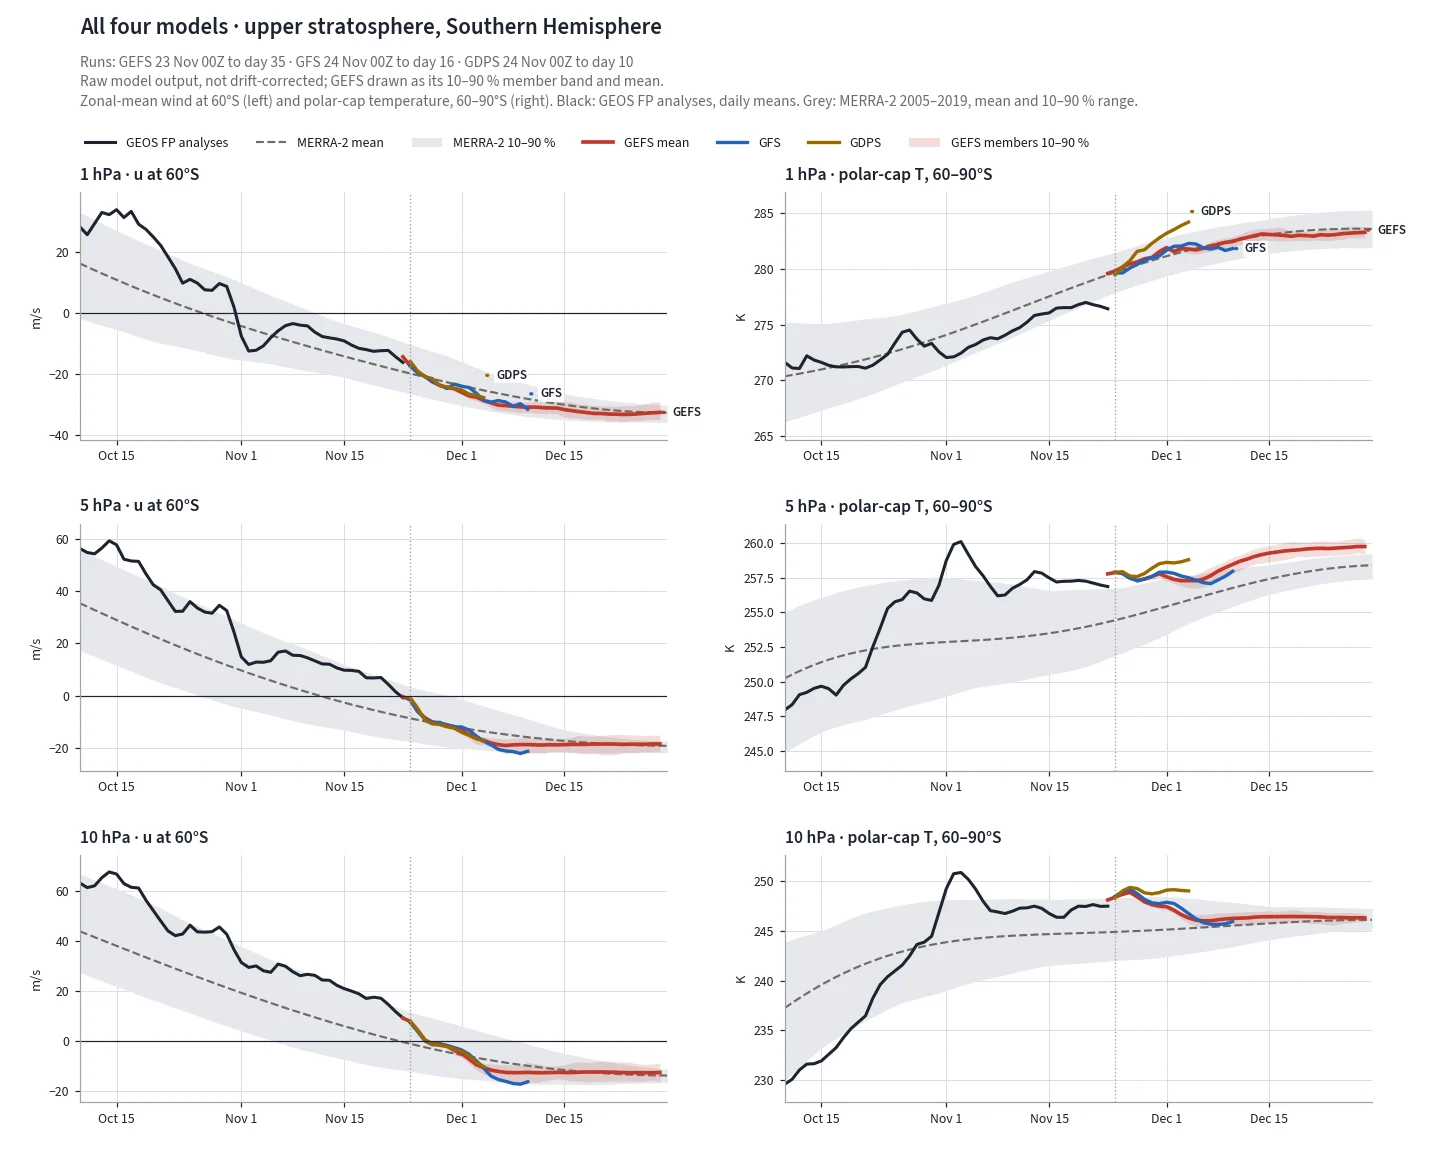 All four models · upper stratosphere, Southern Hemisphere
Runs: GEFS 23 Nov 00Z to day 35 · GFS 24 Nov 00Z to day 16 · GDPS 24 Nov 00Z to day 10
Raw model output, not drift-corrected; GEFS drawn as its 10–90 % member band and mean.
Zonal-mean wind at 60°S (left) and polar-cap temperature, 60–90°S (right). Black: GEOS FP analyses, daily means. Grey: MERRA-2 2005–2019, mean and 10–90 % range.
GEOS FP analyses MERRA-2 mean MERRA-2 10–90 % GEFS mean GFS GDPS GEFS members 10–90 %
1 hPa · u at 60°S
20
0
−20
−40
m/s
GDPS
GFS
GEFS
Oct 15 Nov 1 Nov 15 Dec 1 Dec 15
1 hPa · polar-cap T, 60–90°S
285
280
275
270
265
K
GDPS
GEFS
GFS
Oct 15 Nov 1 Nov 15 Dec 1 Dec 15
5 hPa · u at 60°S
60
40
20
0
−20
m/s
Oct 15 Nov 1 Nov 15 Dec 1 Dec 15
5 hPa · polar-cap T, 60–90°S
260.0
257.5
255.0
252.5
250.0
247.5
245.0
K
Oct 15 Nov 1 Nov 15 Dec 1 Dec 15
10 hPa · u at 60°S
60
40
20
0
−20
m/s
Oct 15 Nov 1 Nov 15 Dec 1 Dec 15
10 hPa · polar-cap T, 60–90°S
250
245
240
235
230
K
Oct 15 Nov 1 Nov 15 Dec 1 Dec 15